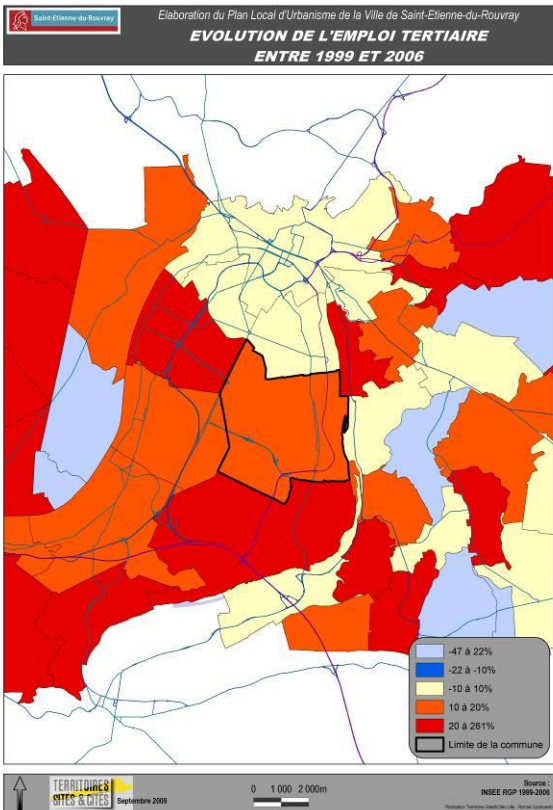 Saint-Etienne-du-Rouvray
Elaboration du Plan Local d'Urbanisme de la Ville de Saint-Etienne-du-Rouvray
EVOLUTION DE L'EMPLOI TERTIAIRE
ENTRE 1999 ET 2006
-47 à 22%
-22 à -10%
-10 à 10%
10 à 20%
20 à 261%
Limite de la commune
TERRITOIRES
SITES & CITÉS
Septembre 2009
0 1 000 2 000m
Source :
INSEE RGP 1999-2006